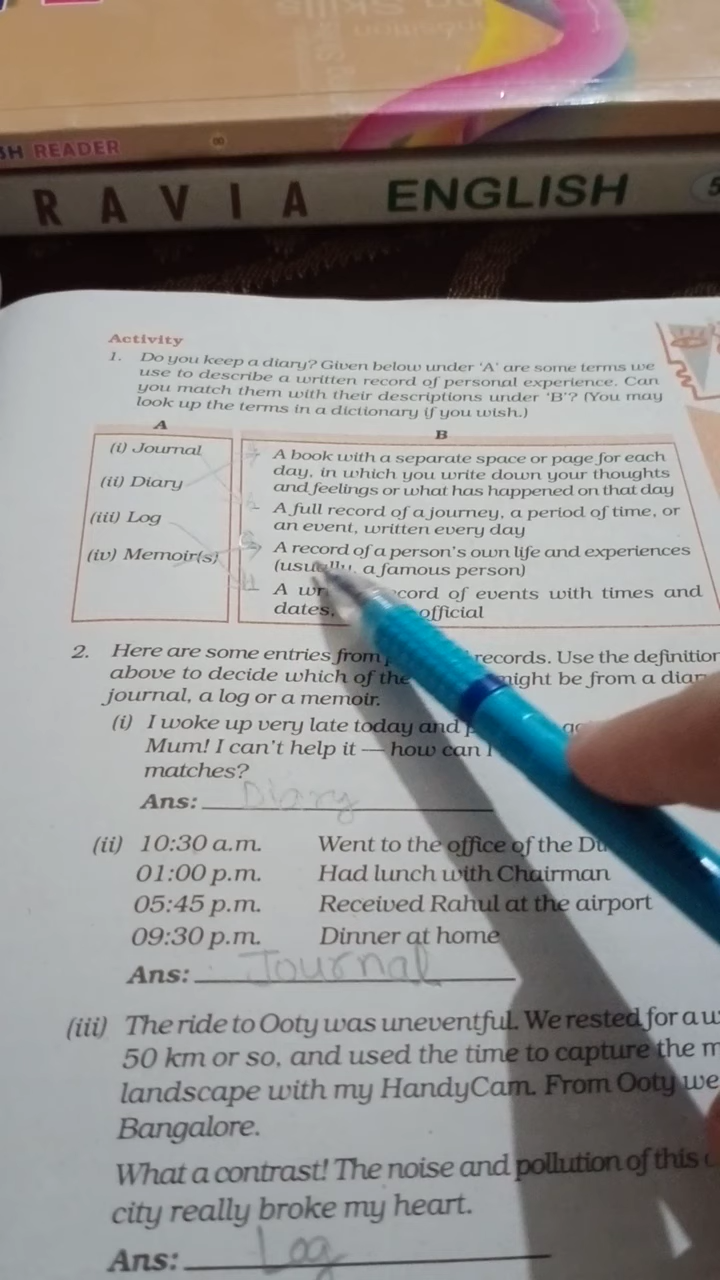 SH READER
RAVIA ENGLISH 5
Activity
1. Do you keep a diary? Given below under 'A' are some terms we
use to describe a written record of personal experience. Can
you match them with their descriptions under 'B'? (You may
look up the terms in a dictionary if you wish.)
A
B
(i) Journal
(ii) Diary
(iii) Log
(iv) Memoir(s)
A book with a separate space or page for each
day, in which you write down your thoughts
and feelings or what has happened on that day
A full record of a journey, a period of time, or
an event, written every day
A record of a person's own life and experiences
(usually, a famous person)
A wr cord of events with times and
dates, official
2. Here are some entries from records. Use the definition
above to decide which of the might be from a diar
journal, a log or a memoir.
(i) I woke up very late today and
Mum! I can't help it — how can I
matches?
Ans: Diary
(ii) 10:30 a.m. Went to the office of the
01:00 p.m. Had lunch with Chairman
05:45 p.m. Received Rahul at the airport
09:30 p.m. Dinner at home
Ans: Journal
(iii) The ride to Ooty was uneventful. We rested for a w
50 km or so, and used the time to capture the m
landscape with my HandyCam. From Ooty we
Bangalore.
What a contrast! The noise and pollution of this
city really broke my heart.
Ans: Log